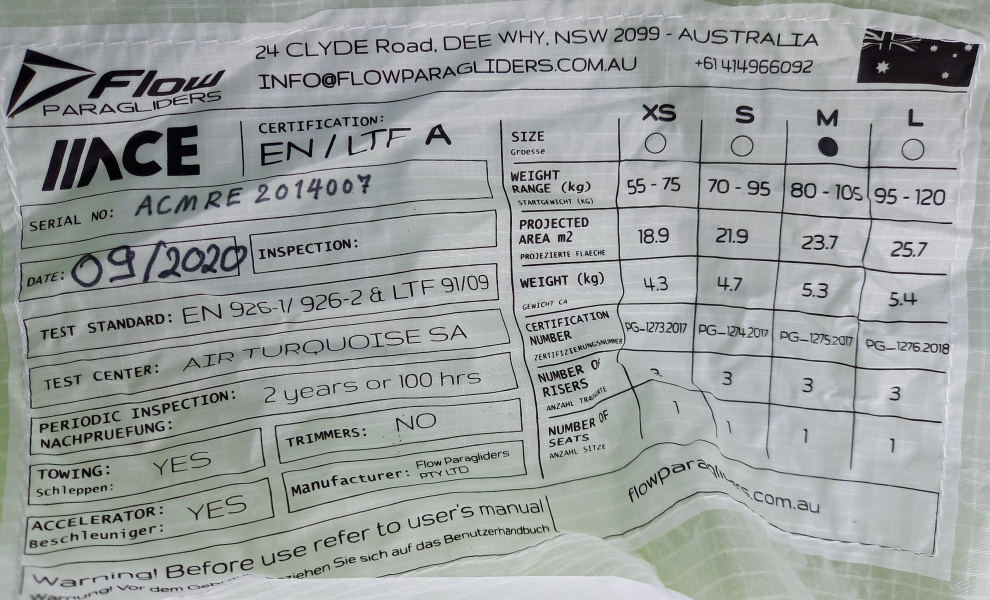 Flow
PARAGLIDERS
24 CLYDE Road, DEE WHY, NSW 2099 - AUSTRALIA
INFO@FLOWPARAGLIDERS.COM.AU +61 414966092
ACE
CERTIFICATION:
EN / LTF A
SERIAL NO: ACMRE 2014007
DATE: 09/2020 INSPECTION:
TEST STANDARD: EN 926-1/ 926-2 & LTF 91/09
TEST CENTER: AIR TURQUOISE SA
PERIODIC INSPECTION: 2 years or 100 hrs
NACHPRUEFUNG:
TOWING: YES
Schleppen:
TRIMMERS: NO
ACCELERATOR: YES
Beschleuniger:
Manufacturer: Flow Paragliders
PTY LTD
Warning! Before use refer to user's manual
Warnung! Vor dem ziehen Sie sich auf das Benutzerhandbuch
XS S M L
SIZE
Groesse
WEIGHT
RANGE (kg) 55 - 75 70 - 95 80 - 105 95 - 120
STARTGEWICHT (KG)
PROJECTED
AREA m2 18.9 21.9 23.7 25.7
PROJEZIERTE FLAECHE
WEIGHT (kg) 4.3 4.7 5.3 5.4
GEWICHT CA
CERTIFICATION
NUMBER PG_1273.2017 PG_1274.2017 PG_1275.2017 PG_1276.2018
ZERTIFIZIERUNGSNUMMER
NUMBER OF
RISERS 3 3 3
ANZAHL TRAGURTE
NUMBER OF
SEATS 1 1 1 1
ANZAHL SITZE
flowparagliders.com.au